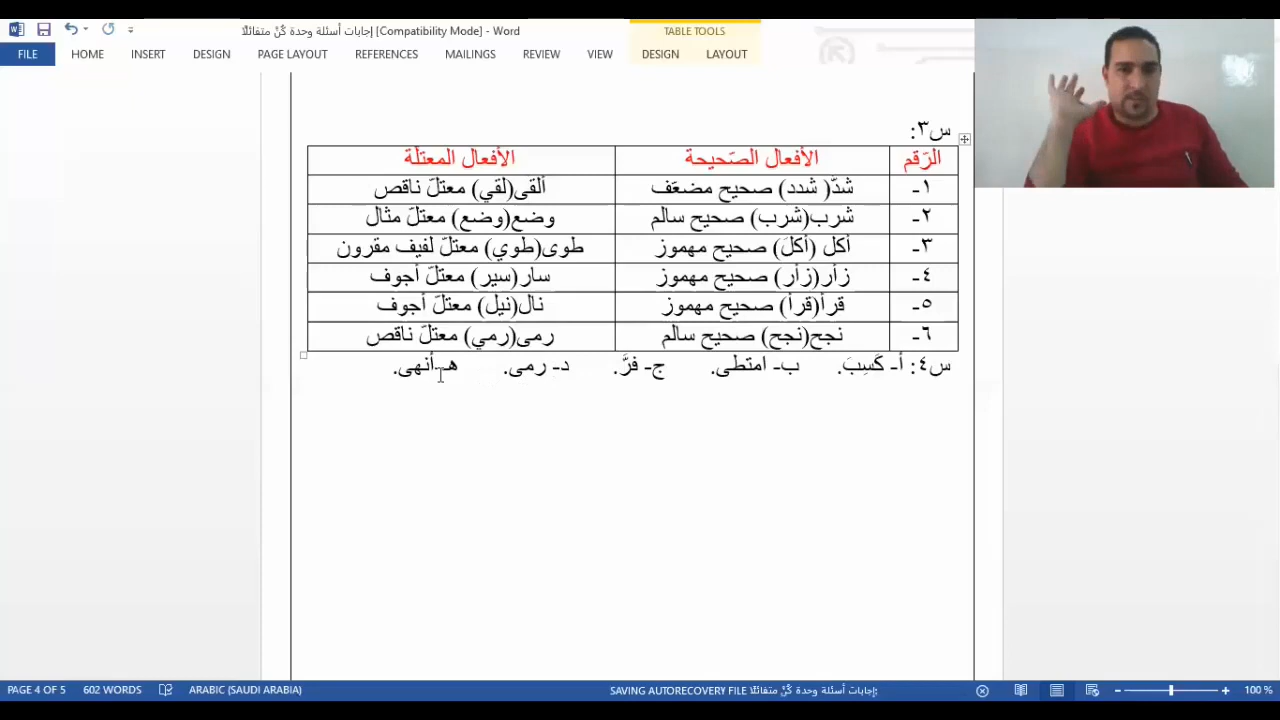 إجابات أسئلة وحدة كُنْ متفائلًا [Compatibility Mode] - Word
TABLE TOOLS
FILE HOME INSERT DESIGN PAGE LAYOUT REFERENCES MAILINGS REVIEW VIEW DESIGN LAYOUT
س٣:
الرّقم الأفعال الصّحيحة الأفعال المعتلّة
١- شدَّ( شدد) صحيح مضعّف ألقى(لقي) معتلّ ناقص
٢- شرب(شرب) صحيح سالم وضع(وضع) معتلّ مثال
٣- أكل (أكلَ) صحيح مهموز طوى(طوي) معتلّ لفيف مقرون
٤- زأر(زأر) صحيح مهموز سار(سير) معتلّ أجوف
٥- قرأ(قرأ) صحيح مهموز نال(نيل) معتلّ أجوف
٦- نجح(نجح) صحيح سالم رمى(رمي) معتلّ ناقص
س٤: أ- كَسِبَ. ب- امتطى. ج- فرَّ. د- رمى. هـ-أنهى.
PAGE 4 OF 5 602 WORDS ARABIC (SAUDI ARABIA) SAVING AUTORECOVERY FILE إجابات أسئلة وحدة كُنْ متفائلًا: 100 %